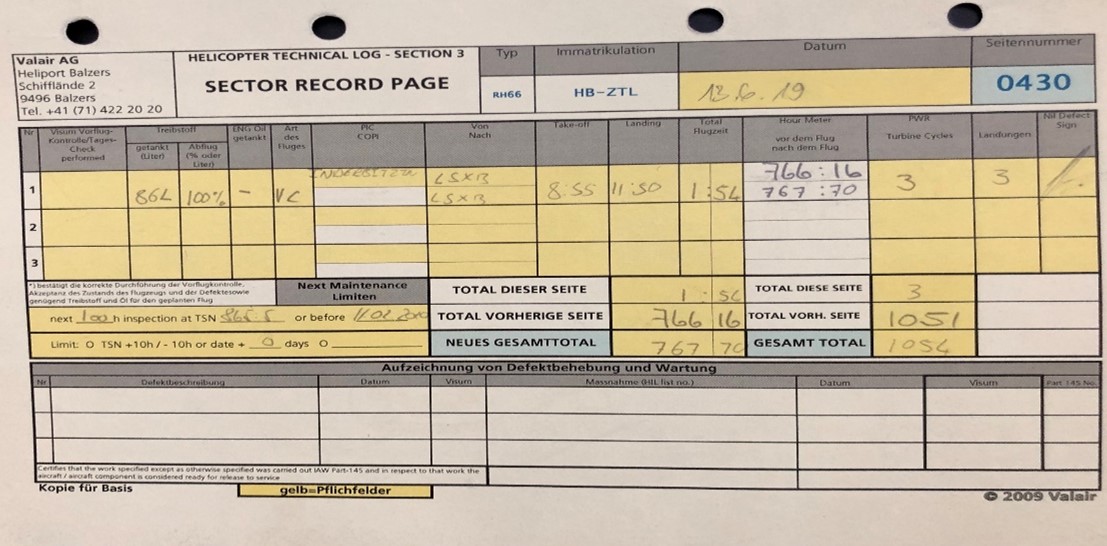 Valair AG
Heliport Balzers
Schifflände 2
9496 Balzers
Tel. +41 (71) 422 20 20
HELICOPTER TECHNICAL LOG - SECTION 3
SECTOR RECORD PAGE
Typ
RH66
Immatrikulation
HB-ZTL
Datum
12.6.19
Seitennummer
0430
Nr
Visum Vorflug-Kontrolle/Tages-Check performed
Treibstoff
getankt (Liter)
Abflug (% oder Liter)
ENG Oil getankt
Art des Fluges
PIC
COPI
Von
Nach
Take-off
Landing
Total Flugzeit
Hour Meter
vor dem Flug
nach dem Flug
PWR
Turbine Cycles
Landungen
Nil Defect Sign
1
86L 100% - VC
LSXB
LSXB
8:55 11:50 1:54
766:16
767:70
3 3
2
3
*) bestätigt die korrekte Durchführung der Vorflugkontrolle,
Akzeptanz des Zustands des Flugzeugs und der Defektesowie
genügend Treibstoff und Öl für den geplanten Flug
Next Maintenance
Limiten
TOTAL DIESER SEITE 1:54 TOTAL DIESE SEITE 3
next 100 h inspection at TSN 865.5 or before
TOTAL VORHERIGE SEITE 766 16 TOTAL VORH. SEITE 1051
Limit: O TSN +10h / - 10h or date + 0 days O
NEUES GESAMTTOTAL 767 70 GESAMT TOTAL 1054
Aufzeichnung von Defektbehebung und Wartung
Nr Defektbeschreibung Datum Visum Massnahme (HIL list no.) Datum Visum Part 145 No.
Certifies that the work specified except as otherwise specified was carried out IAW Part-145 and in respect to that work the
aircraft / aircraft component is considered ready for release to service
Kopie für Basis
gelb=Pflichfelder
© 2009 Valair